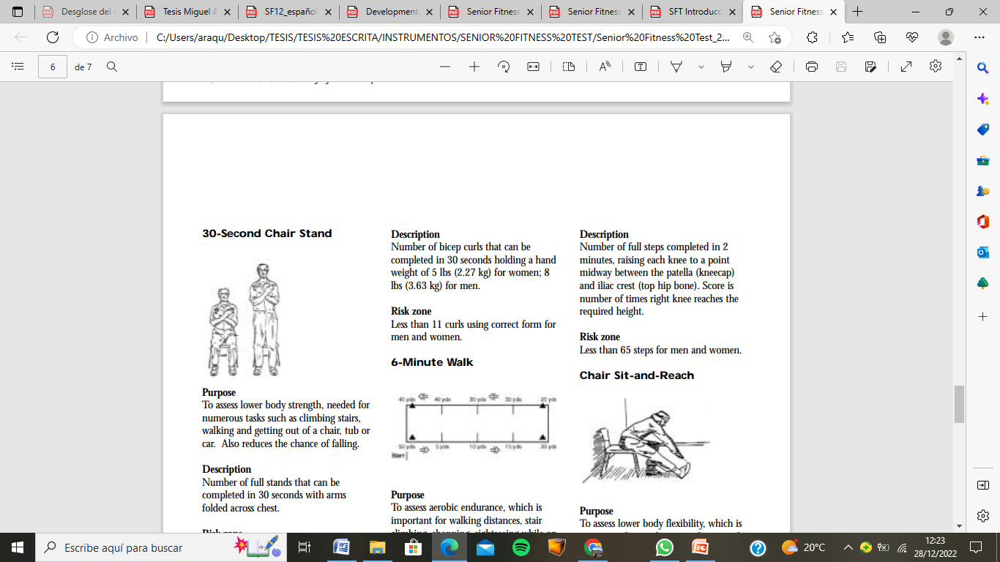 Desglose del
Tesis Miguel Á
SF12_español
Development
Senior Fitness
Senior Fitness
SFT Introducc
Senior Fitness
Archivo
C:/Users/araqu/Desktop/TESIS/TESIS%20ESCRITA/INSTRUMENTOS/SENIOR%20FITNESS%20TEST/Senior%20Fitness%20Test_2...
6
de 7
30-Second Chair Stand
Purpose
To assess lower body strength, needed for
numerous tasks such as climbing stairs,
walking and getting out of a chair, tub or
car. Also reduces the chance of falling.
Description
Number of full stands that can be
completed in 30 seconds with arms
folded across chest.
Risk zone
Description
Number of bicep curls that can be
completed in 30 seconds holding a hand
weight of 5 lbs (2.27 kg) for women; 8
lbs (3.63 kg) for men.
Risk zone
Less than 11 curls using correct form for
men and women.
6-Minute Walk
45 yds 40 yds 35 yds 30 yds 25 yds
50 yds 5 yds 10 yds 15 yds 20 yds
Start
Purpose
To assess aerobic endurance, which is
important for walking distances, stair
climbing, shopping, sightseeing while on
Description
Number of full steps completed in 2
minutes, raising each knee to a point
midway between the patella (kneecap)
and iliac crest (top hip bone). Score is
number of times right knee reaches the
required height.
Risk zone
Less than 65 steps for men and women.
Chair Sit-and-Reach
Purpose
To assess lower body flexibility, which is
Escribe aquí para buscar
20°C
12:23
28/12/2022